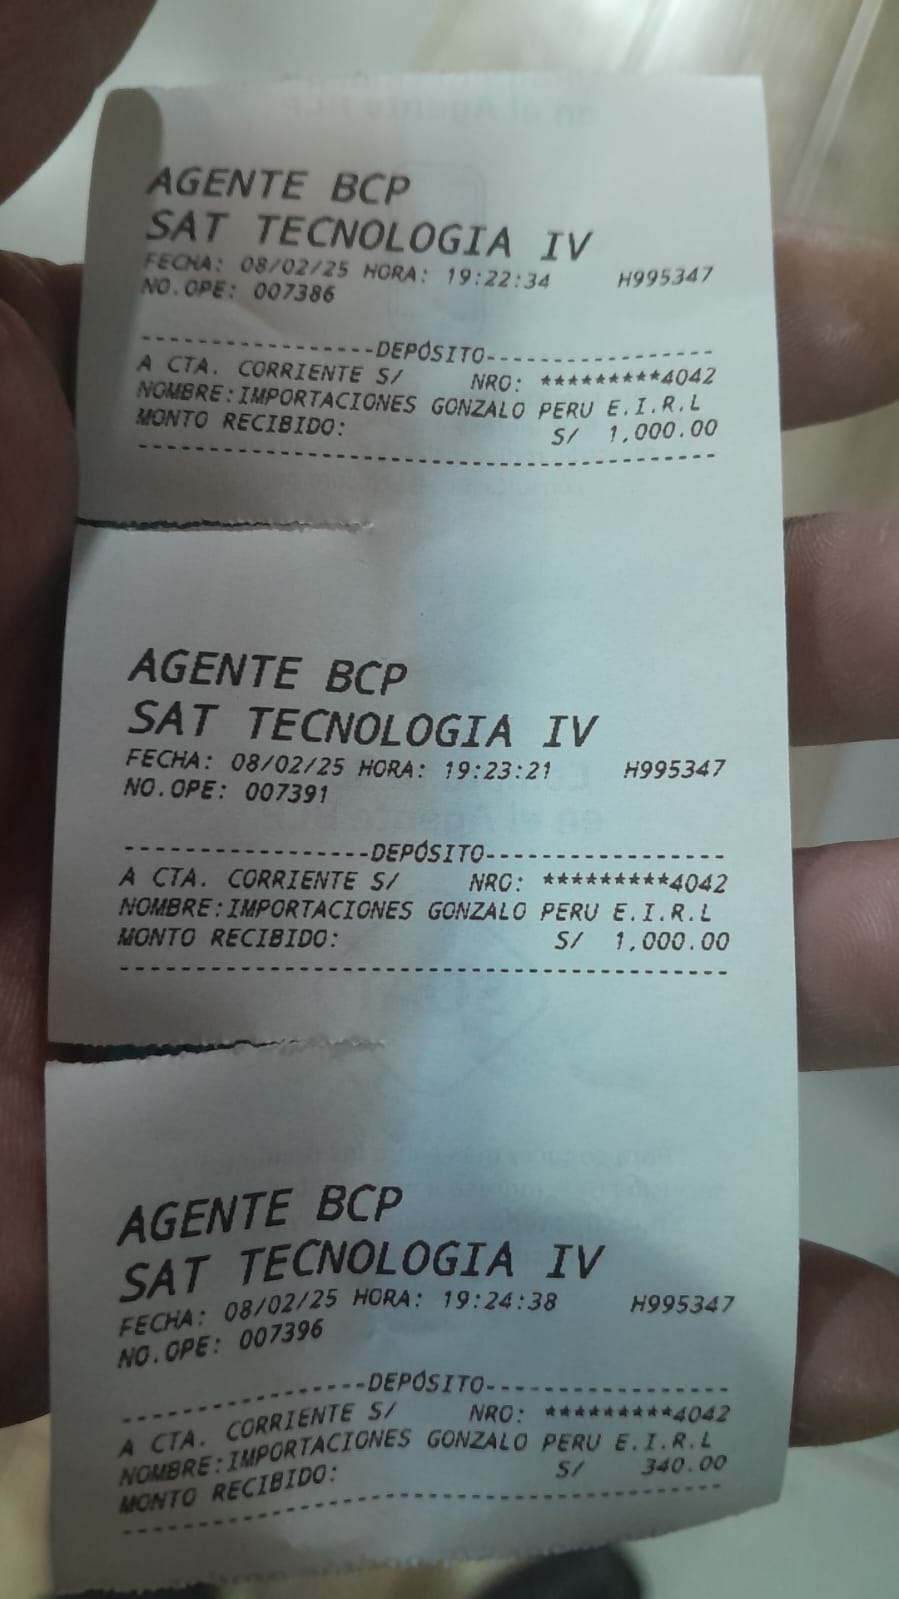 AGENTE BCP
SAT TECNOLOGIA IV
FECHA: 08/02/25 HORA: 19:22:34 H995347
NO.OPE: 007386
-----------------DEPÓSITO-----------------
A CTA. CORRIENTE S/ NRO: *********4042
NOMBRE:IMPORTACIONES GONZALO PERU E.I.R.L
MONTO RECIBIDO: S/ 1,000.00
AGENTE BCP
SAT TECNOLOGIA IV
FECHA: 08/02/25 HORA: 19:23:21 H995347
NO.OPE: 007391
-----------------DEPÓSITO-----------------
A CTA. CORRIENTE S/ NRO: *********4042
NOMBRE:IMPORTACIONES GONZALO PERU E.I.R.L
MONTO RECIBIDO: S/ 1,000.00
AGENTE BCP
SAT TECNOLOGIA IV
FECHA: 08/02/25 HORA: 19:24:38 H995347
NO.OPE: 007396
-----------------DEPÓSITO-----------------
A CTA. CORRIENTE S/ NRO: *********4042
NOMBRE:IMPORTACIONES GONZALO PERU E.I.R.L
MONTO RECIBIDO: S/ 340.00